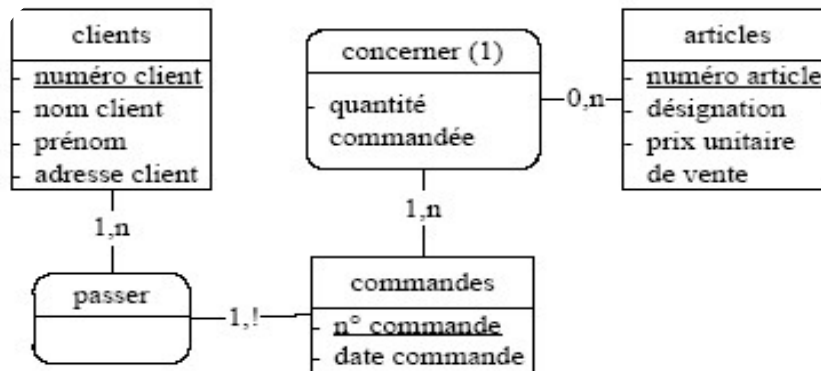 clients
- numéro client
- nom client
- prénom
- adresse client
concerner (1)
- quantité
commandée
articles
- numéro article
- désignation
- prix unitaire
de vente
0,n
1,n
1,n
passer
1,!
commandes
- n° commande
- date commande